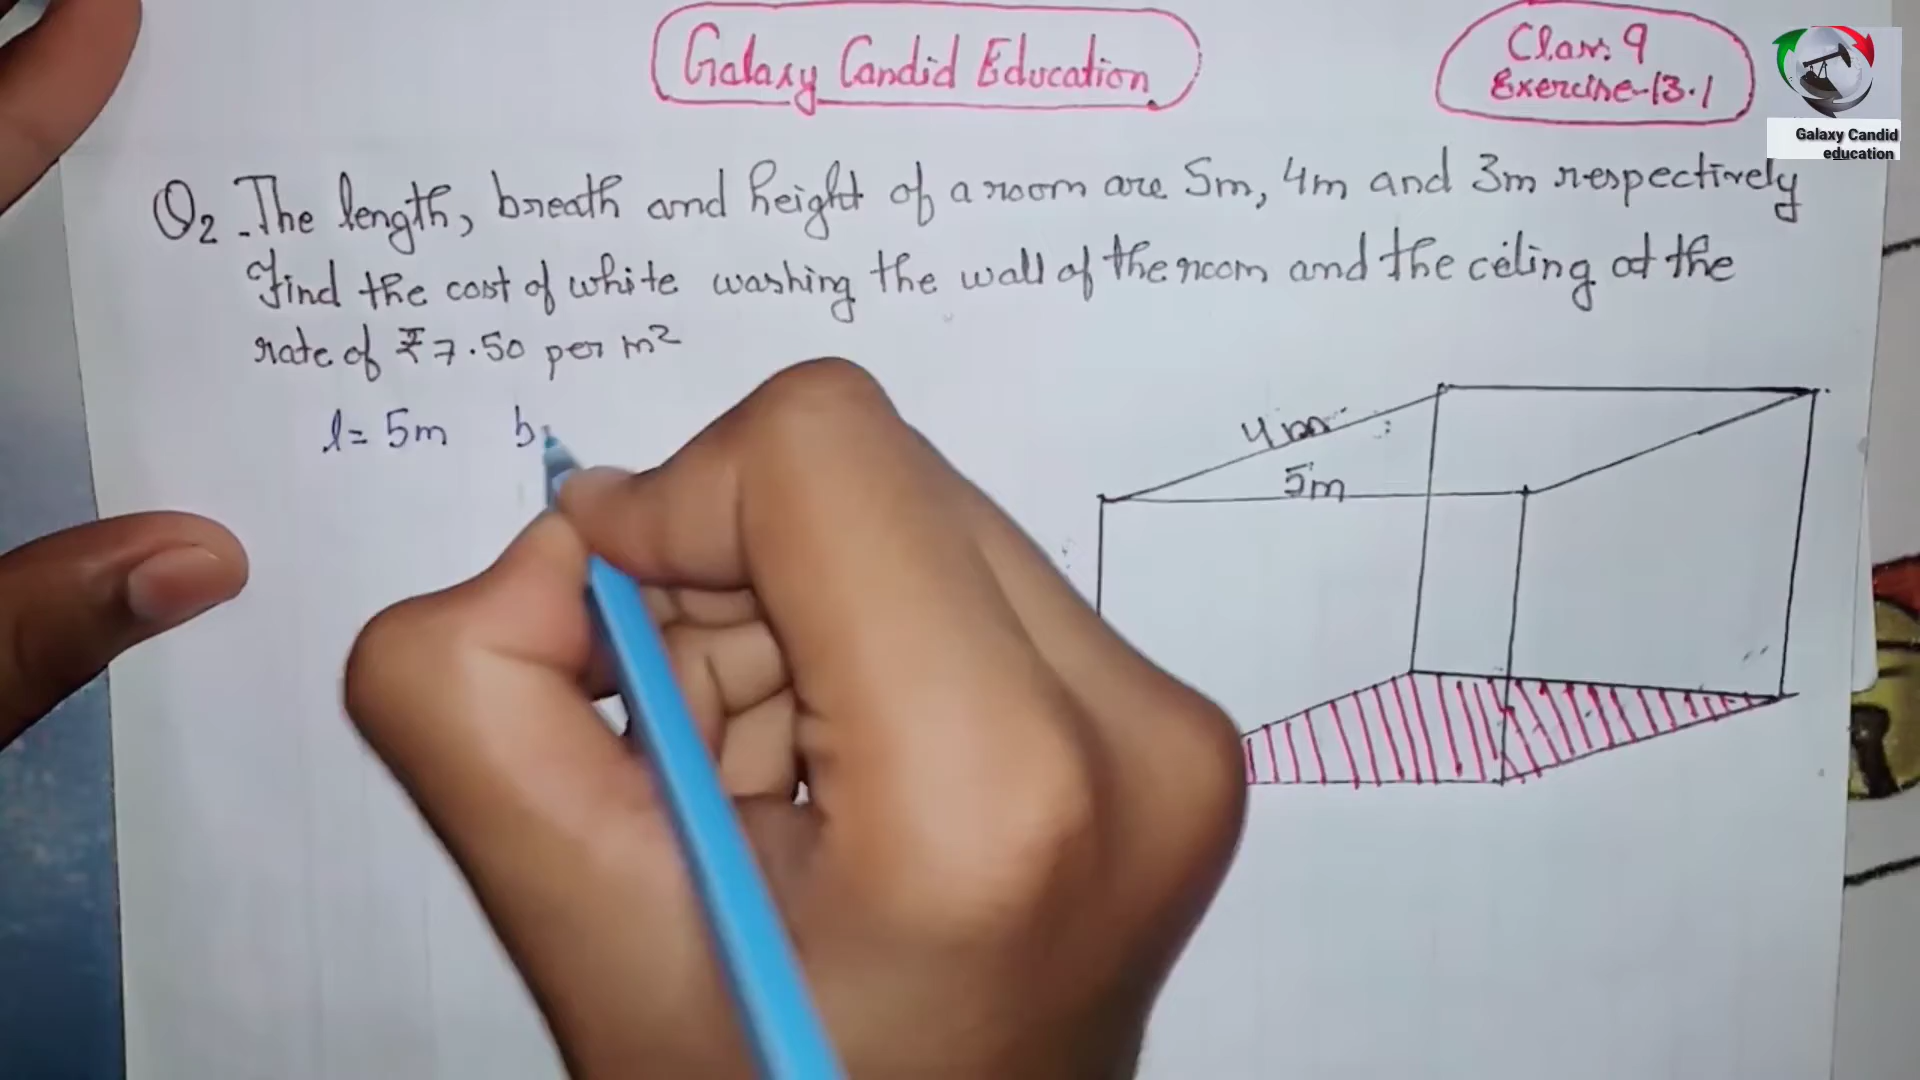 Galaxy Candid Education
Class: 9
Exercise-13.1
Galaxy Candid
education
Q2. The length, breath and height of a room are 5m, 4m and 3m respectively
Find the cost of white washing the wall of the room and the ceiling at the
rate of ₹7.50 per m²
l= 5m b
4m
5m